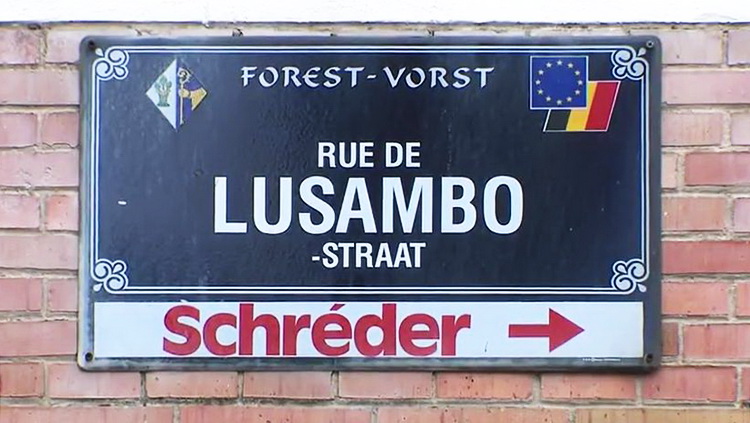 FOREST-VORST
RUE DE
LUSAMBO
-STRAAT
Schréder